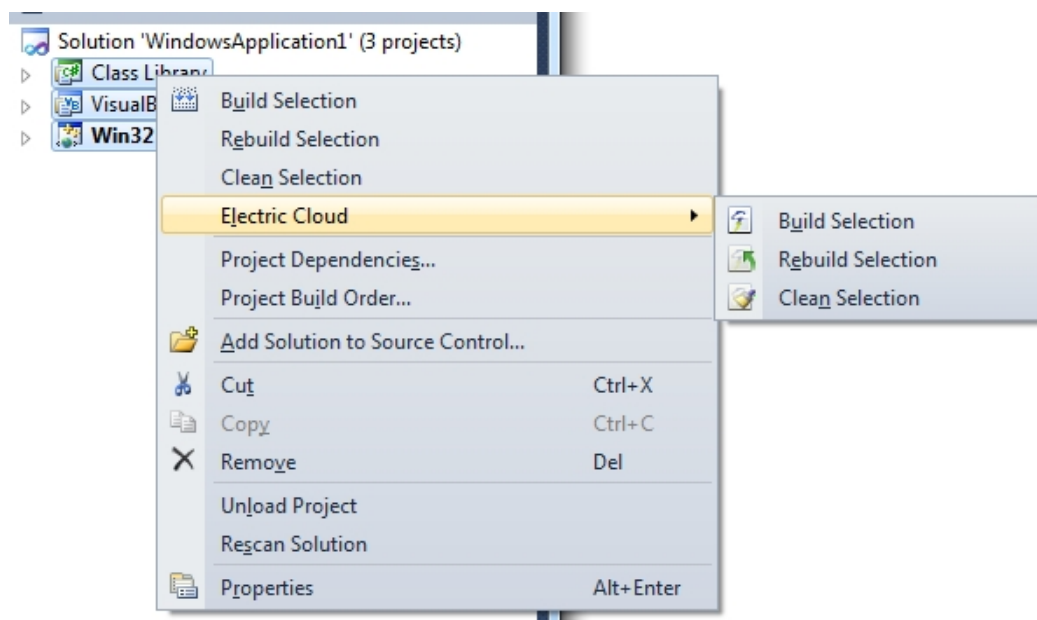 Solution 'WindowsApplication1' (3 projects)
Class Library
VisualB
Win32
Build Selection
Rebuild Selection
Clean Selection
Electric Cloud
Project Dependencies...
Project Build Order...
Add Solution to Source Control...
Cut Ctrl+X
Copy Ctrl+C
Remove Del
Unload Project
Rescan Solution
Properties Alt+Enter
Build Selection
Rebuild Selection
Clean Selection